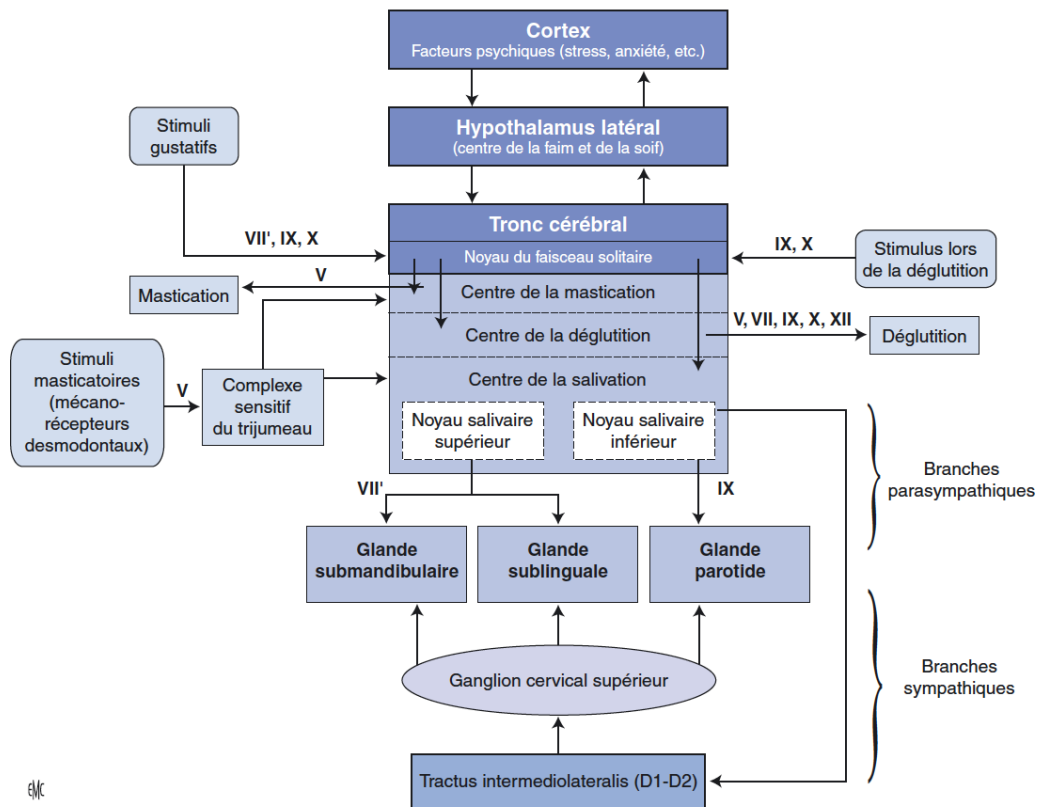 Cortex
Facteurs psychiques (stress, anxiété, etc.)
Stimuli
gustatifs
Hypothalamus latéral
(centre de la faim et de la soif)
Tronc cérébral
VII', IX, X
Noyau du faisceau solitaire
IX, X
Stimulus lors
de la déglutition
V
Mastication
Centre de la mastication
V, VII, IX, X, XII
Centre de la déglutition
Déglutition
Stimuli
masticatoires
(mécano-
récepteurs
desmodontaux)
V
Complexe
sensitif
du trijumeau
Centre de la salivation
Noyau salivaire
supérieur
Noyau salivaire
inférieur
Branches
parasympathiques
VII'
IX
Glande
submandibulaire
Glande
sublinguale
Glande
parotide
Ganglion cervical supérieur
Branches
sympathiques
Tractus intermediolateralis (D1-D2)
EMC